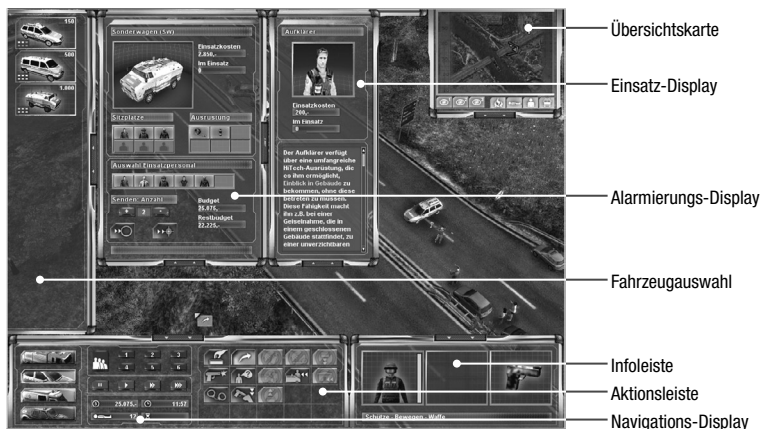 150
500
1.000
Sonderwagen (SW)
Einsatzkosten
2.850,-
Im Einsatz
0
Sitzplätze
Ausrüstung
Auswahl Einsatzpersonal
Senden: Anzahl
2
Budget
25.075,-
Restbudget
22.225,-
Aufklärer
Einsatzkosten
200,-
Im Einsatz
0
Der Aufklärer verfügt
über eine umfangreiche
HiTech-Ausrüstung, die
es ihm ermöglicht,
Einblick in Gebäude zu
bekommen, ohne diese
betreten zu müssen.
Diese Fähigkeit macht
ihn z.B. bei einer
Geiselnahme, die in
einem geschlossenen
Gebäude stattfindet, zu
einer unverzichtbaren
Übersichtskarte
Einsatz-Display
Alarmierungs-Display
Fahrzeugauswahl
Infoleiste
Aktionsleiste
Navigations-Display
1 2 3
4 5 6
25.075,-
11:57
17
Schütze - Bewegen - Waffe